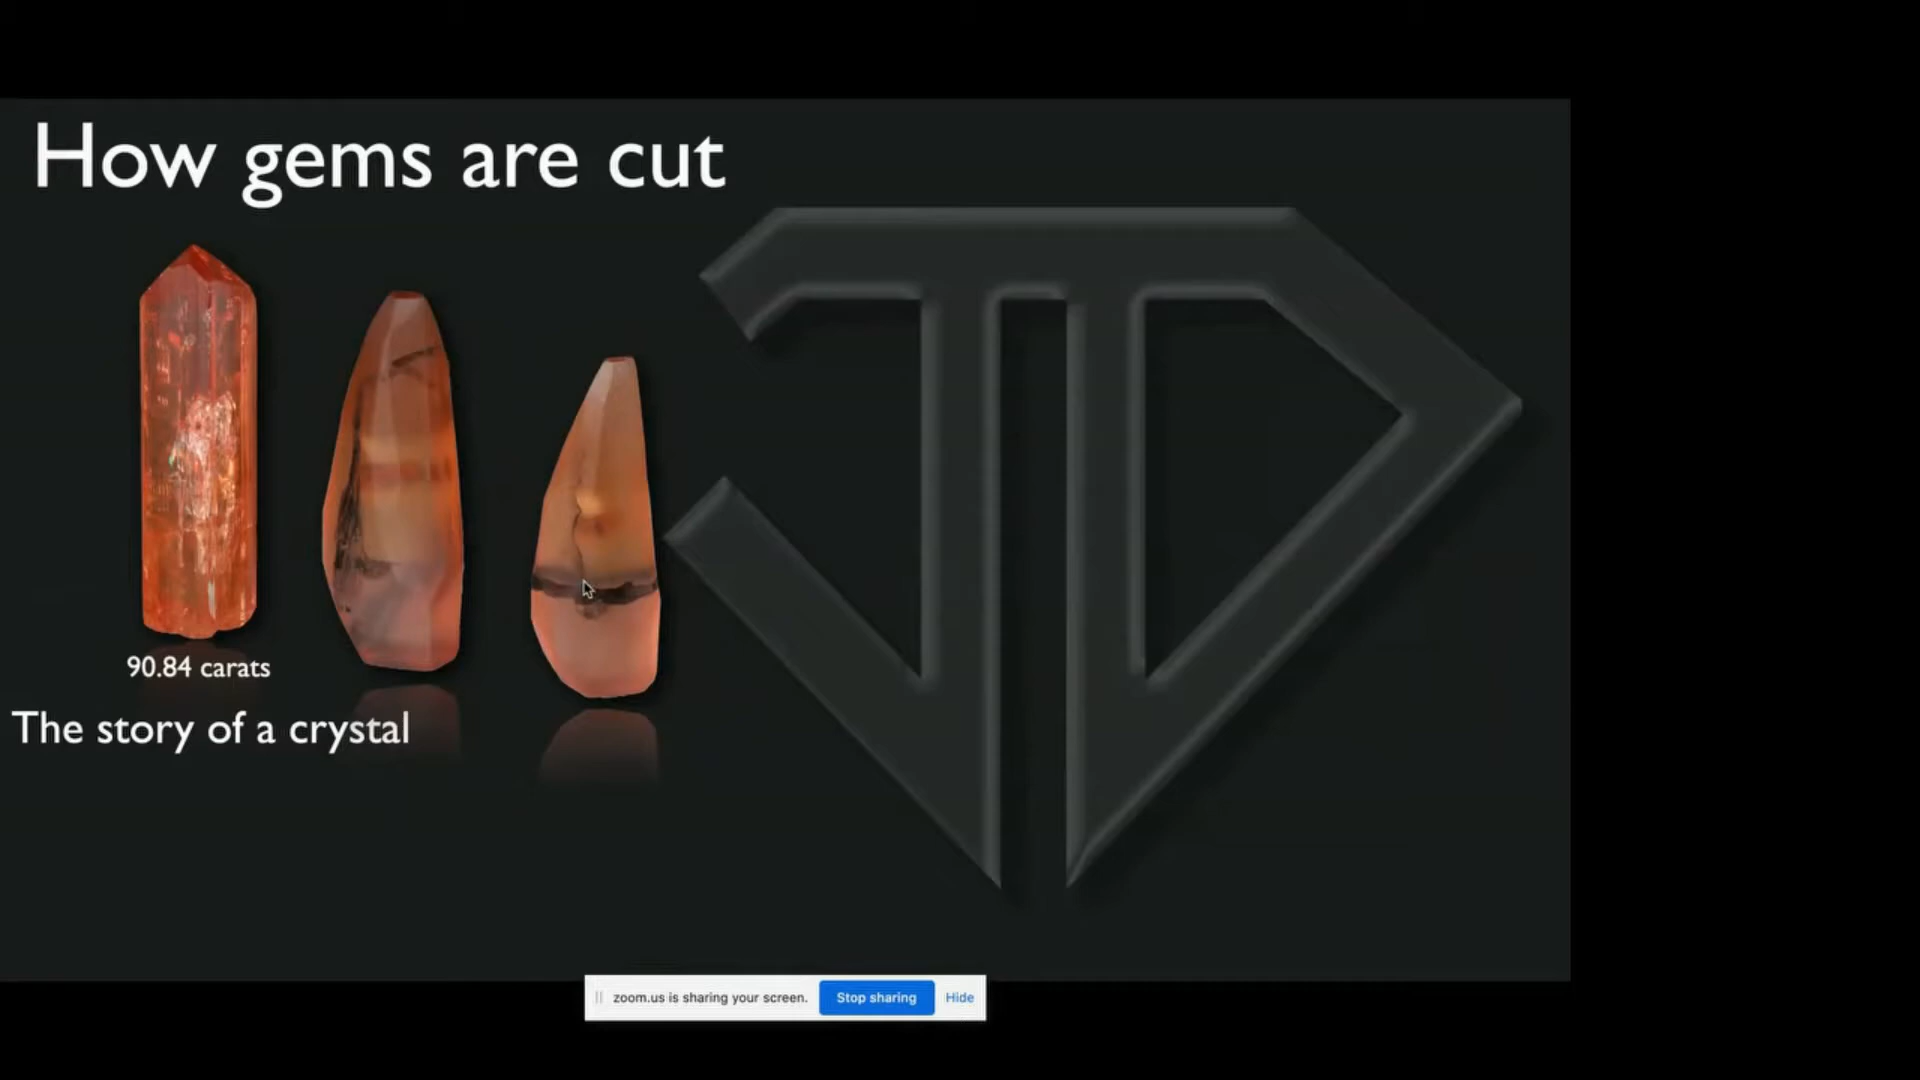 How gems are cut
90.84 carats
The story of a crystal
zoom.us is sharing your screen. Stop sharing Hide